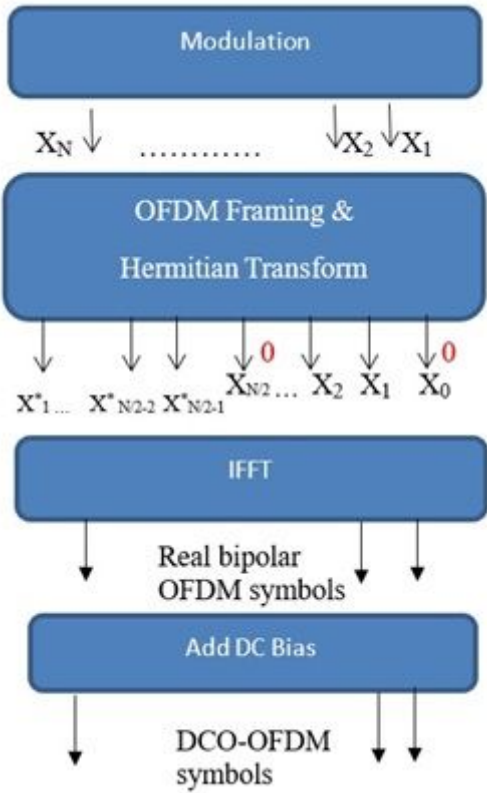 Modulation
X_N ............ X_2 X_1
OFDM Framing &
Hermitian Transform
0 0
X*_1 ... X*_N/2-2 X*_N/2-1 X_N/2 ... X_2 X_1 X_0
IFFT
Real bipolar
OFDM symbols
Add DC Bias
DCO-OFDM
symbols